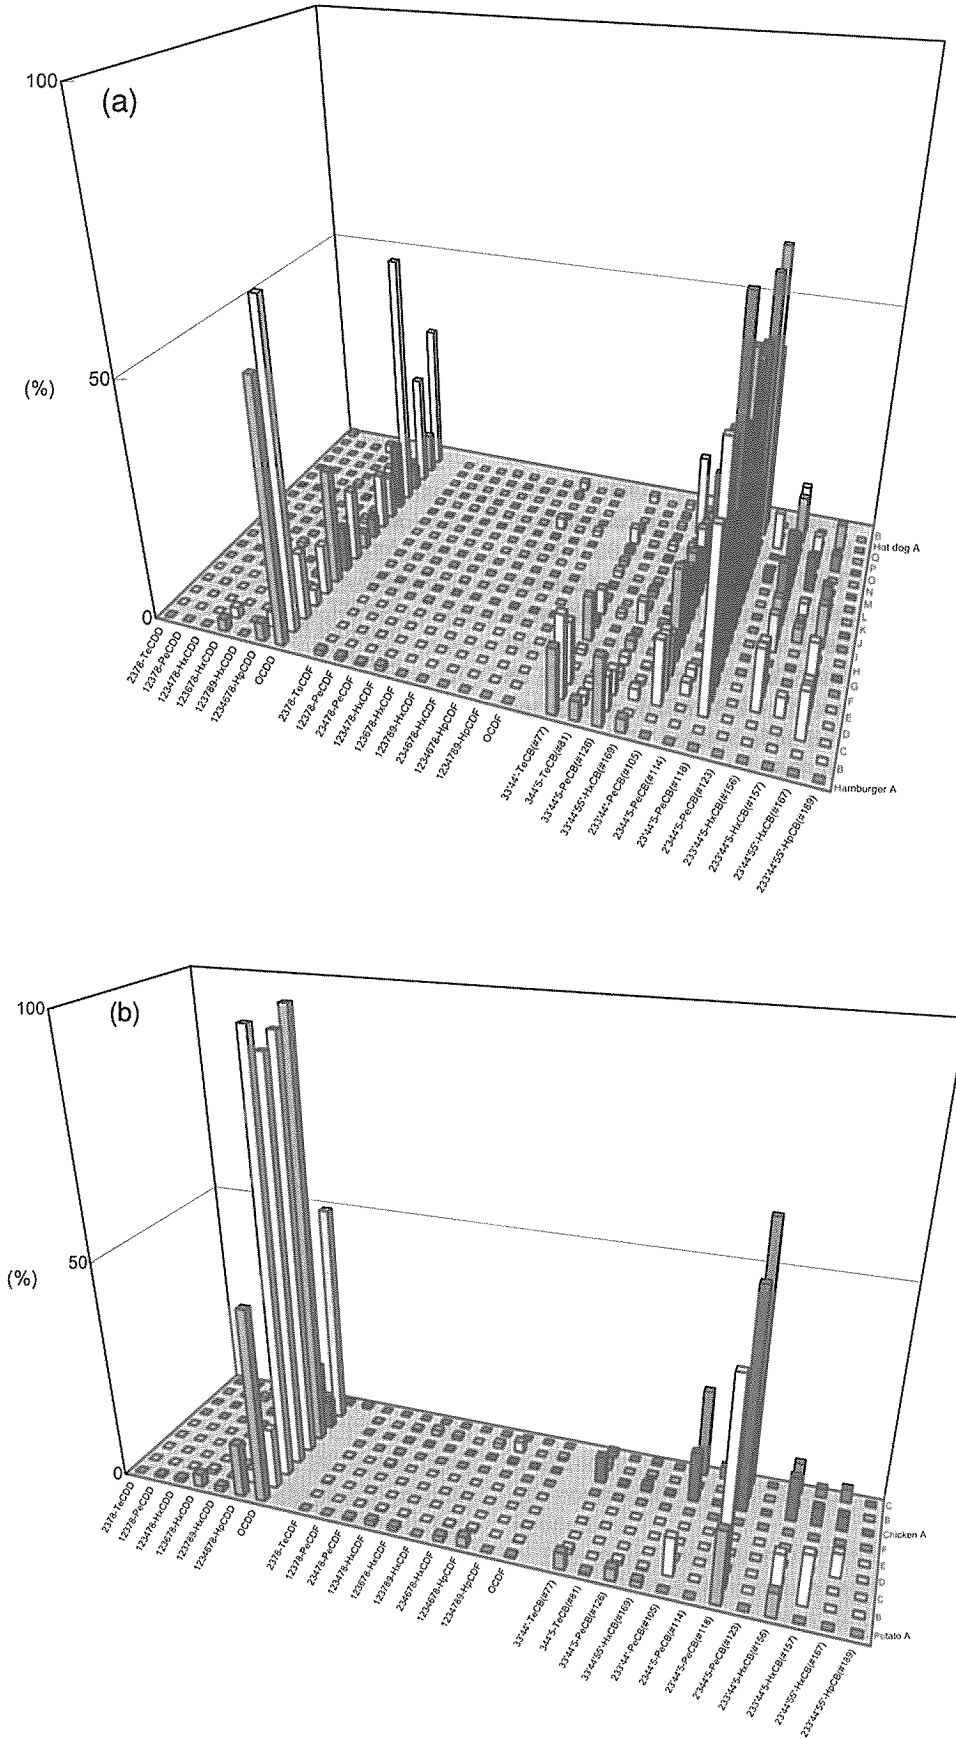 100
(a)
50
(%)
0
2378-TeCDD
12378-PeCDD
123478-HxCDD
123678-HxCDD
123789-HxCDD
1234678-HpCDD
OCDD
2378-TeCDF
12378-PeCDF
23478-PeCDF
123478-HxCDF
123678-HxCDF
123789-HxCDF
234678-HxCDF
1234678-HpCDF
1234789-HpCDF
OCDF
33'44'-TeCB(#77)
344'5-TeCB(#81)
33'44'5-PeCB(#126)
33'44'55'-HxCB(#169)
233'44'-PeCB(#105)
2344'5-PeCB(#114)
23'44'5-PeCB(#118)
2'344'5-PeCB(#123)
233'44'5-HxCB(#156)
233'44'5-HxCB(#157)
23'44'55'-HxCB(#167)
233'44'55'-HpCB(#189)
B
Hot dog A
Q
P
O
N
M
L
K
J
i
H
G
F
E
D
C
B
Hamburger A
100
(b)
50
(%)
0
2378-TeCDD
12378-PeCDD
123478-HxCDD
123678-HxCDD
123789-HxCDD
1234678-HpCDD
OCDD
2378-TeCDF
12378-PeCDF
23478-PeCDF
123478-HxCDF
123678-HxCDF
123789-HxCDF
234678-HxCDF
1234678-HpCDF
1234789-HpCDF
OCDF
33'44'-TeCB(#77)
344'5-TeCB(#81)
33'44'5-PeCB(#126)
33'44'55'-HxCB(#169)
233'44'-PeCB(#105)
2344'5-PeCB(#114)
23'44'5-PeCB(#118)
2'344'5-PeCB(#123)
233'44'5-HxCB(#156)
233'44'5-HxCB(#157)
23'44'55'-HxCB(#167)
233'44'55'-HpCB(#189)
C
B
Chicken A
F
E
D
C
B
Potato A